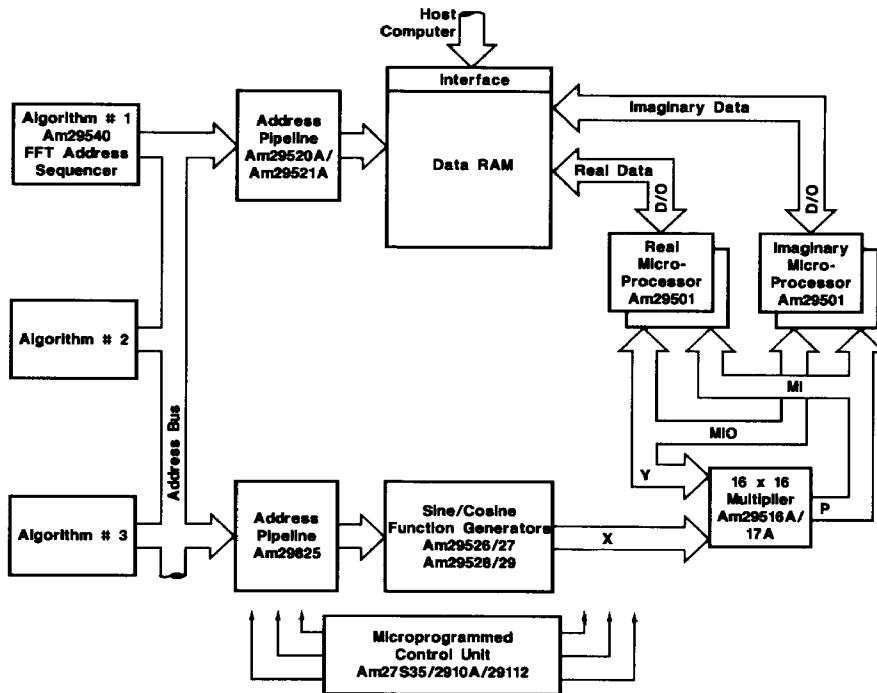 Host
Computer
Interface
Data RAM
Algorithm # 1
Am29540
FFT Address
Sequencer
Address
Pipeline
Am29520A/
Am29521A
Imaginary Data
Real Data
D/O
D/O
Real
Micro-
Processor
Am29501
Imaginary
Micro-
Processor
Am29501
Algorithm # 2
Address Bus
MI
MIO
Y
Algorithm # 3
Address
Pipeline
Am29825
Sine/Cosine
Function Generators
Am29526/27
Am29528/29
X
16 x 16
Multiplier
Am29516A/
17A
P
Microprogrammed
Control Unit
Am27S35/2910A/29112